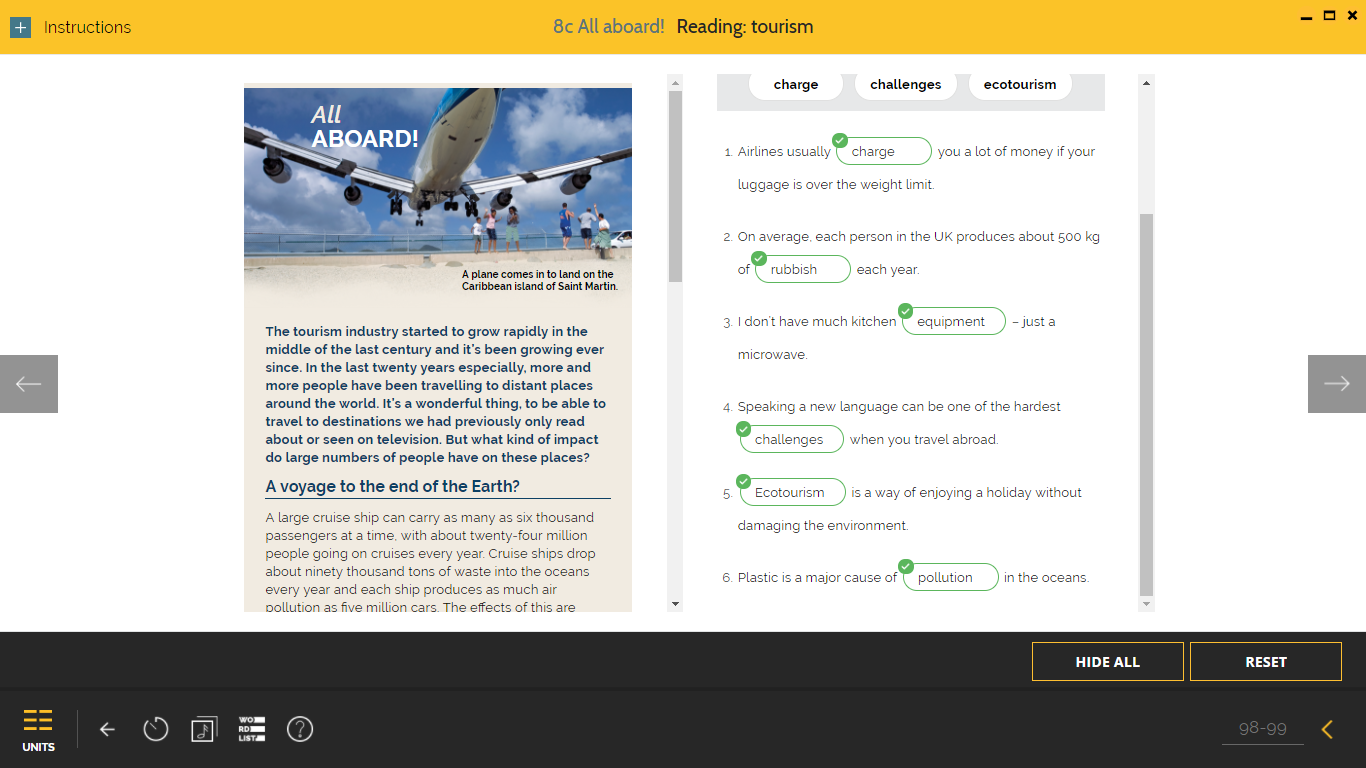 Instructions
8c All aboard! Reading: tourism
All
ABOARD!
A plane comes in to land on the
Caribbean island of Saint Martin.
The tourism industry started to grow rapidly in the
middle of the last century and it's been growing ever
since. In the last twenty years especially, more and
more people have been travelling to distant places
around the world. It's a wonderful thing, to be able to
travel to destinations we had previously only read
about or seen on television. But what kind of impact
do large numbers of people have on these places?
A voyage to the end of the Earth?
A large cruise ship can carry as many as six thousand
passengers at a time, with about twenty-four million
people going on cruises every year. Cruise ships drop
about ninety thousand tons of waste into the oceans
every year and each ship produces as much air
pollution as five million cars. The effects of this are
charge challenges ecotourism
1. Airlines usually charge you a lot of money if your
luggage is over the weight limit.
2. On average, each person in the UK produces about 500 kg
of rubbish each year.
3. I don't have much kitchen equipment – just a
microwave.
4. Speaking a new language can be one of the hardest
challenges when you travel abroad.
5. Ecotourism is a way of enjoying a holiday without
damaging the environment.
6. Plastic is a major cause of pollution in the oceans.
HIDE ALL RESET
UNITS
WO
RD
LIST
?
98-99